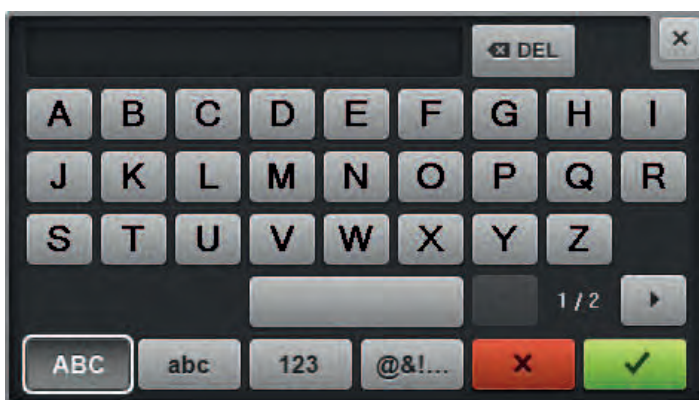 DEL
A B C D E F G H I
J K L M N O P Q R
S T U V W X Y Z
1 / 2
ABC abc 123 @&!...